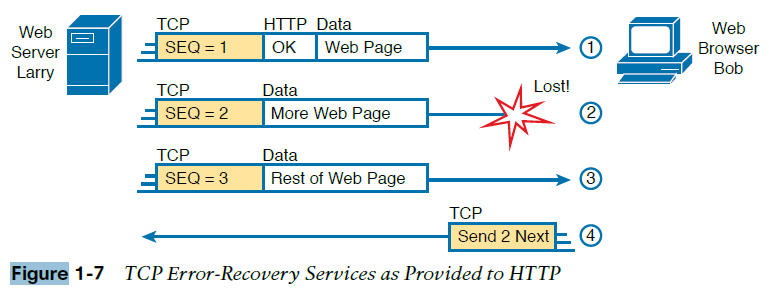 Web
Server
Larry
TCP HTTP Data
SEQ = 1 OK Web Page
1
Web
Browser
Bob
TCP Data
SEQ = 2 More Web Page
Lost!
2
TCP Data
SEQ = 3 Rest of Web Page
3
TCP
Send 2 Next
4
Figure 1-7 TCP Error-Recovery Services as Provided to HTTP